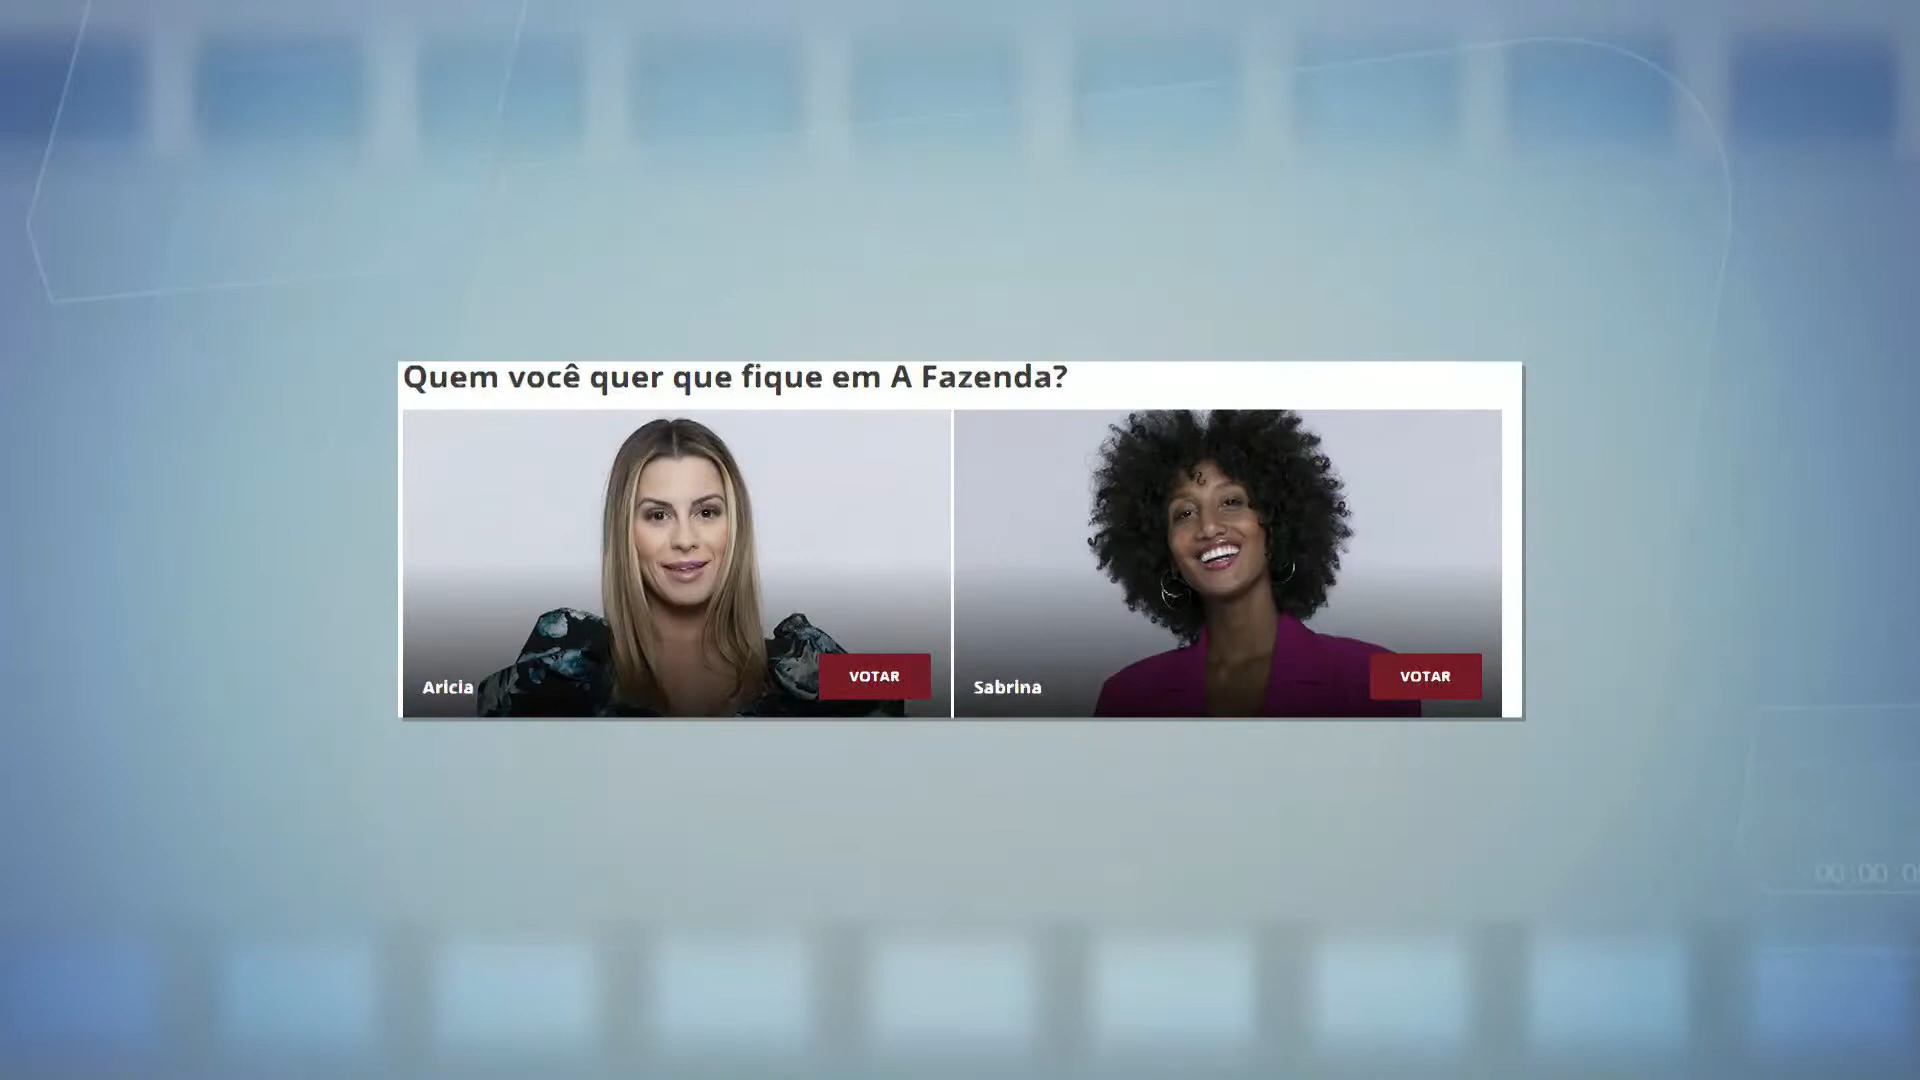 Quem você quer que fique em A Fazenda?
Aricia
VOTAR
Sabrina
VOTAR